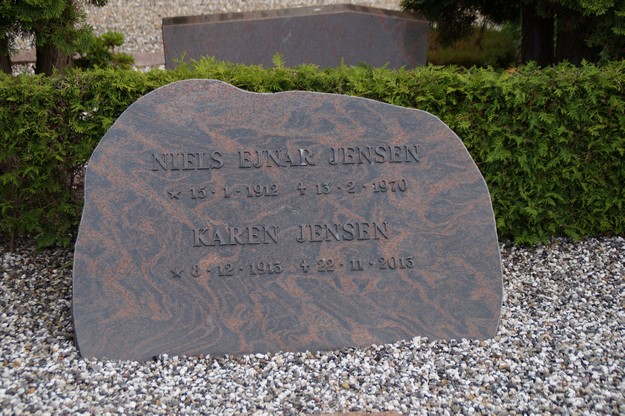 NIELS EJNAR JENSEN
★ 15·1·1912 ✝ 13·2·1970
KAREN JENSEN
★ 8·12·1913 ✝ 22·11·2013